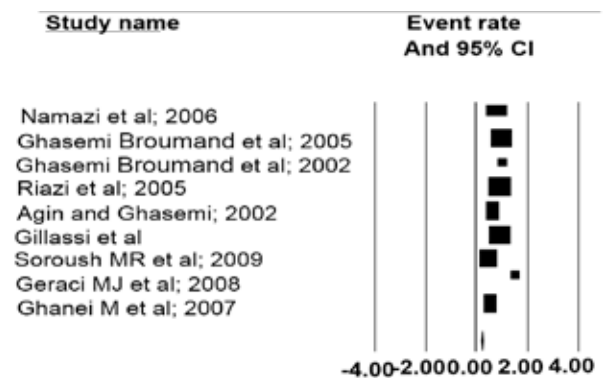 Study name Event rate
And 95% CI
Namazi et al; 2006
Ghasemi Broumand et al; 2005
Ghasemi Broumand et al; 2002
Riazi et al; 2005
Agin and Ghasemi; 2002
Gillassi et al
Soroush MR et al; 2009
Geraci MJ et al; 2008
Ghanei M et al; 2007
-4.00-2.000.00 2.00 4.00